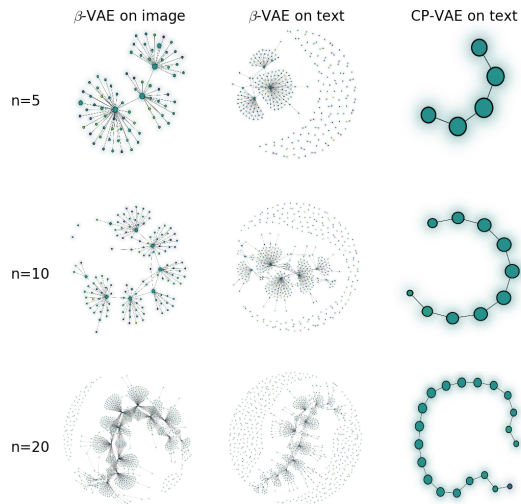 β-VAE on image β-VAE on text CP-VAE on text
n=5
n=10
n=20